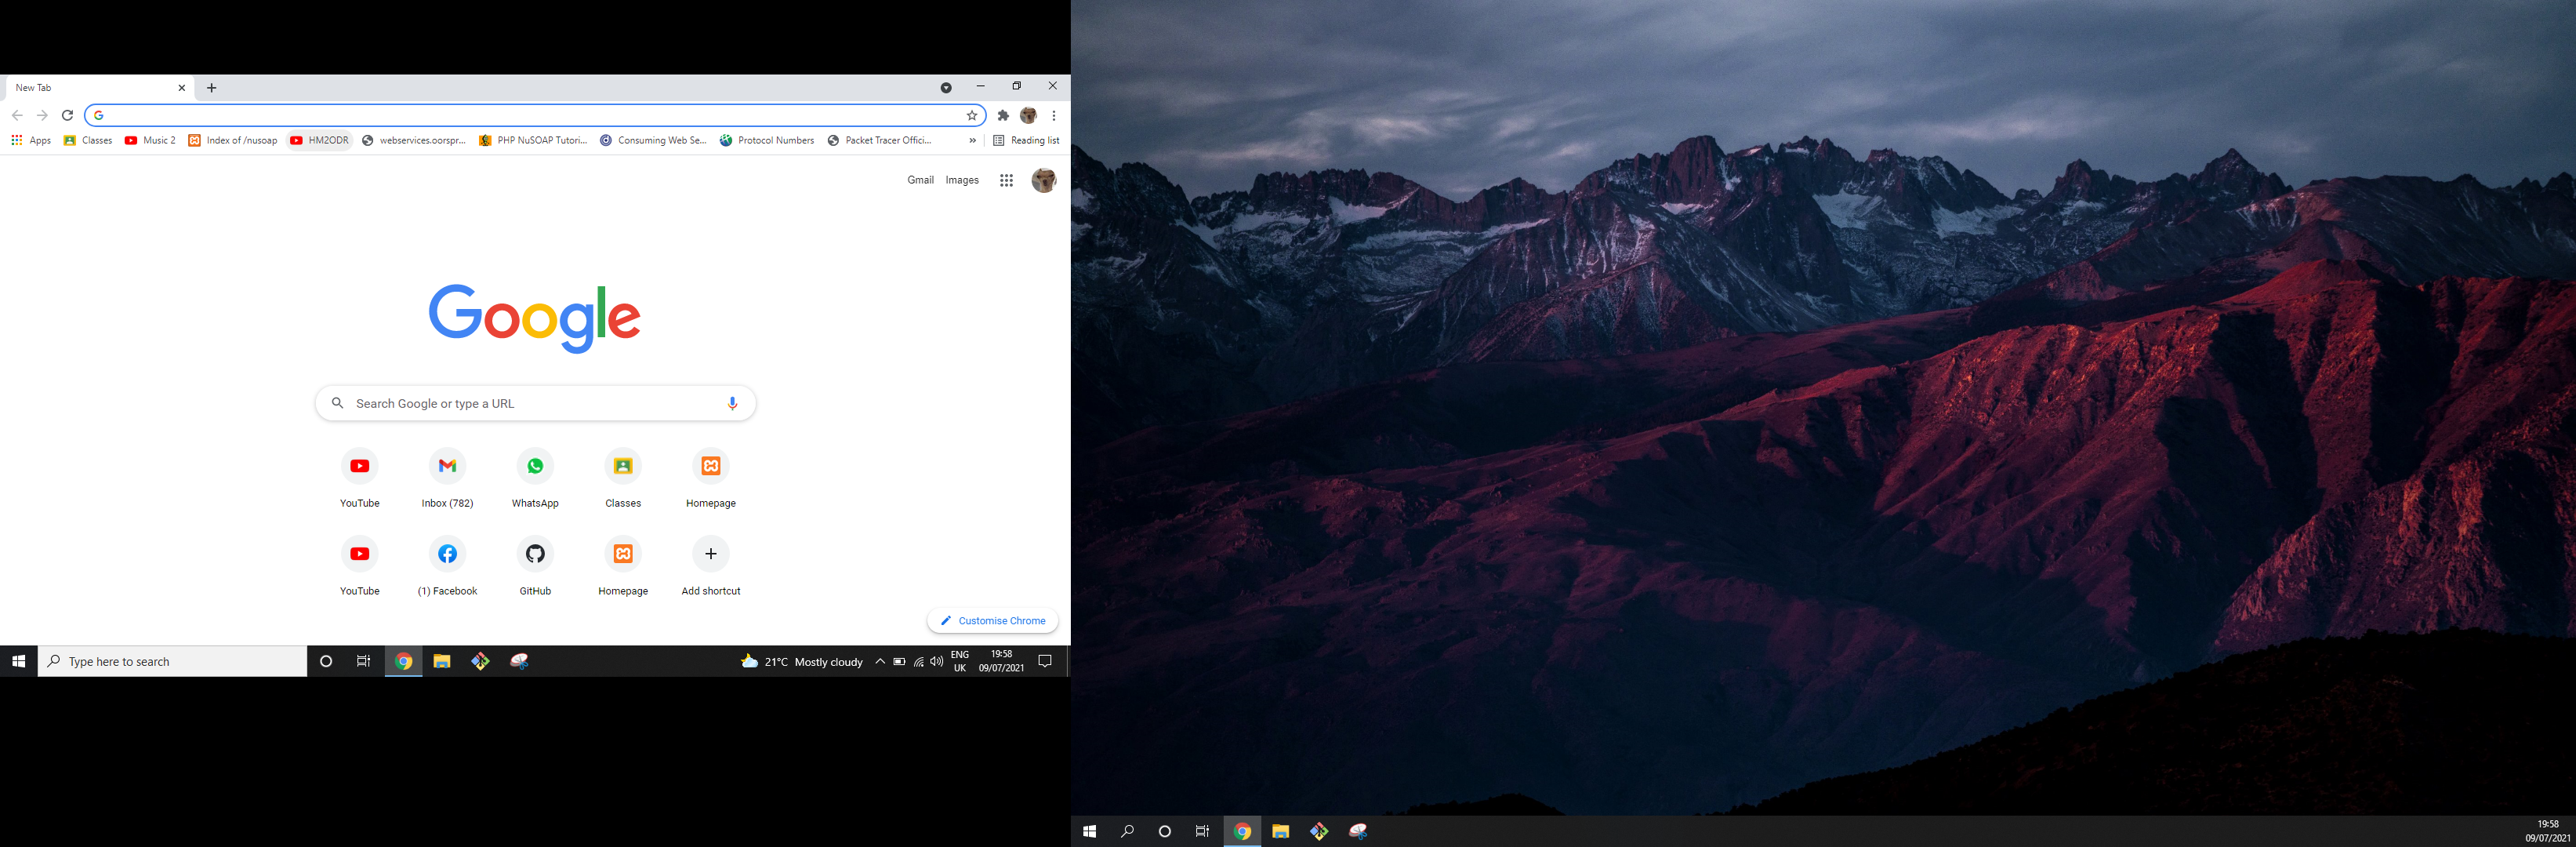 New Tab
Apps Classes Music 2 Index of /nusoap HM2ODR webservices.oorspr... PHP NuSOAP Tutori... Consuming Web Se... Protocol Numbers Packet Tracer Offici... » Reading list
Gmail Images
Google
Search Google or type a URL
YouTube Inbox (782) WhatsApp Classes Homepage
YouTube (1) Facebook GitHub Homepage Add shortcut
Customise Chrome
Type here to search
21°C Mostly cloudy
ENG
UK
19:58
09/07/2021
19:58
09/07/2021